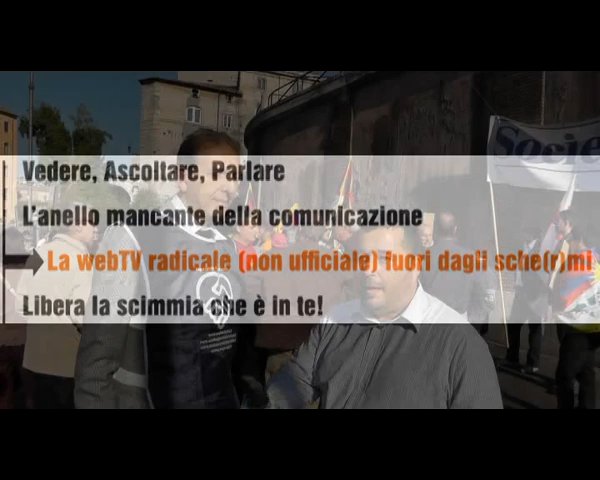 Socie
Vedere, Ascoltare, Parlare
L'anello mancante della comunicazione
La webTV radicale (non ufficiale) fuori dagli sche(r)mi
Libera la scimmia che è in te!